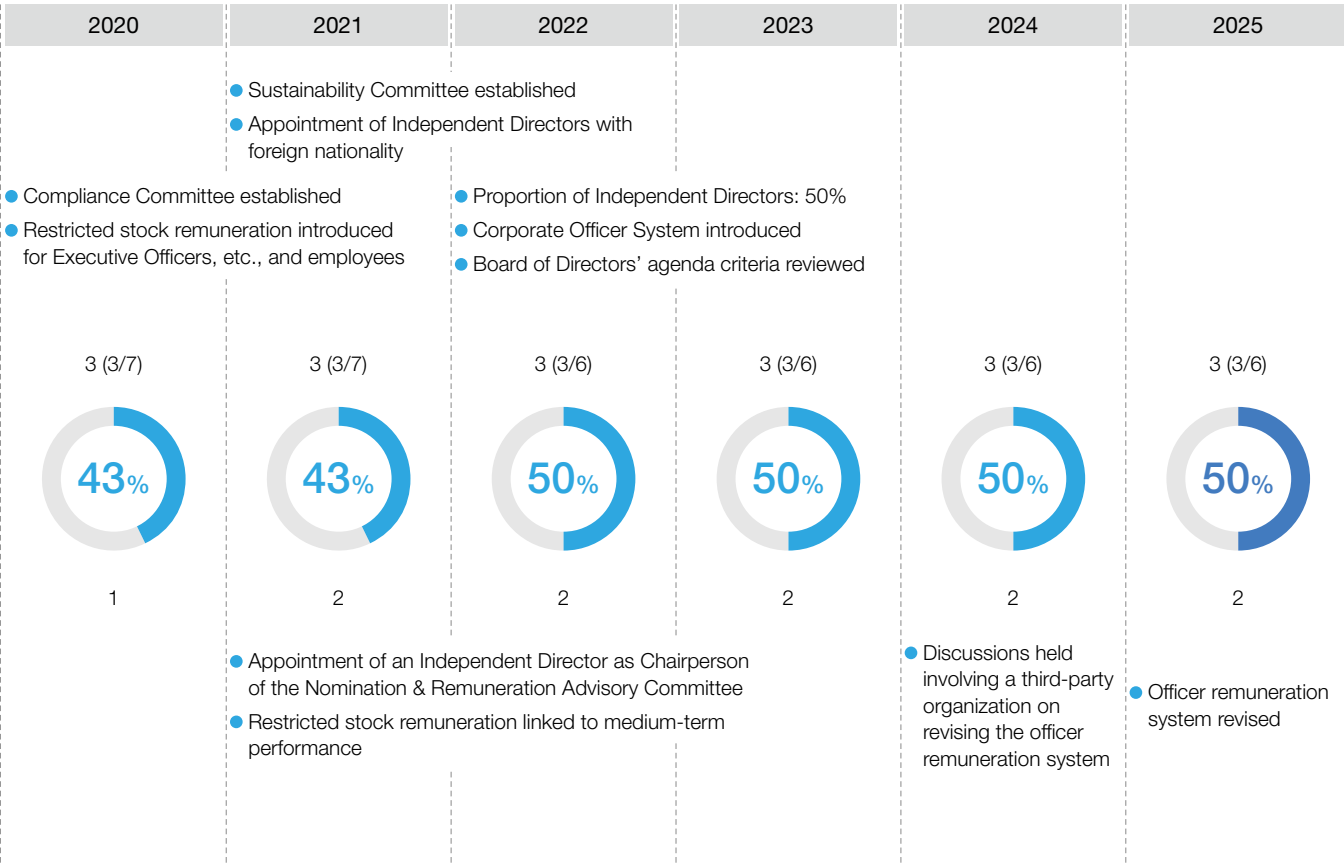 2020
2021
2022
2023
2024
2025
Sustainability Committee established
Appointment of Independent Directors with
foreign nationality
Compliance Committee established
Restricted stock remuneration introduced
for Executive Officers, etc., and employees
Proportion of Independent Directors: 50%
Corporate Officer System introduced
Board of Directors’ agenda criteria reviewed
3 (3/7)
3 (3/7)
3 (3/6)
3 (3/6)
3 (3/6)
3 (3/6)
43%
43%
50%
50%
50%
50%
1
2
2
2
2
2
Appointment of an Independent Director as Chairperson
of the Nomination & Remuneration Advisory Committee
Restricted stock remuneration linked to medium-term
performance
Discussions held
involving a third-party
organization on
revising the officer
remuneration system
Officer remuneration
system revised